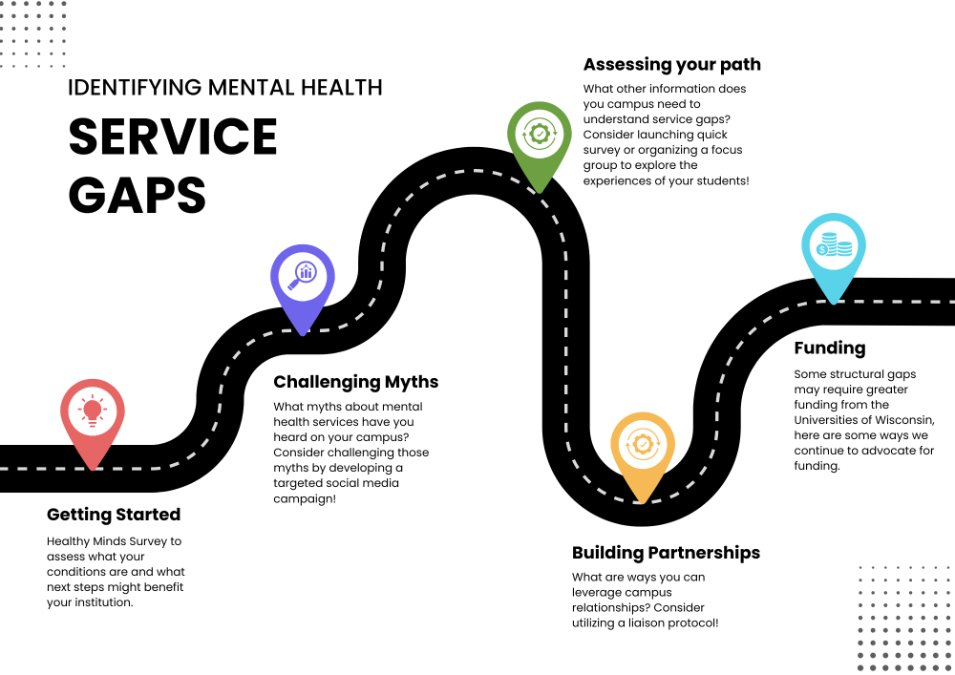 IDENTIFYING MENTAL HEALTH
SERVICE
GAPS
Getting Started
Healthy Minds Survey to
assess what your
conditions are and what
next steps might benefit
your institution.
Challenging Myths
What myths about mental
health services have you
heard on your campus?
Consider challenging those
myths by developing a
targeted social media
campaign!
Assessing your path
What other information does
you campus need to
understand service gaps?
Consider launching quick
survey or organizing a focus
group to explore the
experiences of your students!
Building Partnerships
What are ways you can
leverage campus
relationships? Consider
utilizing a liaison protocol!
Funding
Some structural gaps
may require greater
funding from the
Universities of Wisconsin,
here are some ways we
continue to advocate for
funding.